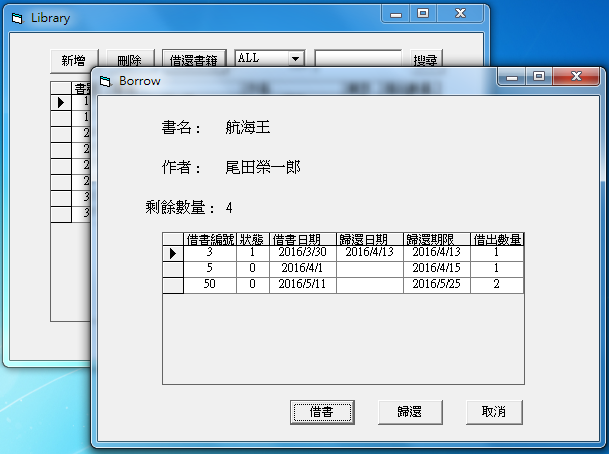 Library
新增 刪除 借還書籍 ALL 搜尋
Borrow
書名： 航海王
作者： 尾田榮一郎
剩餘數量： 4
借書編號 狀態 借書日期 歸還日期 歸還期限 借出數量
3 1 2016/3/30 2016/4/13 2016/4/13 1
5 0 2016/4/1 2016/4/15 1
50 0 2016/5/11 2016/5/25 2
借書 歸還 取消